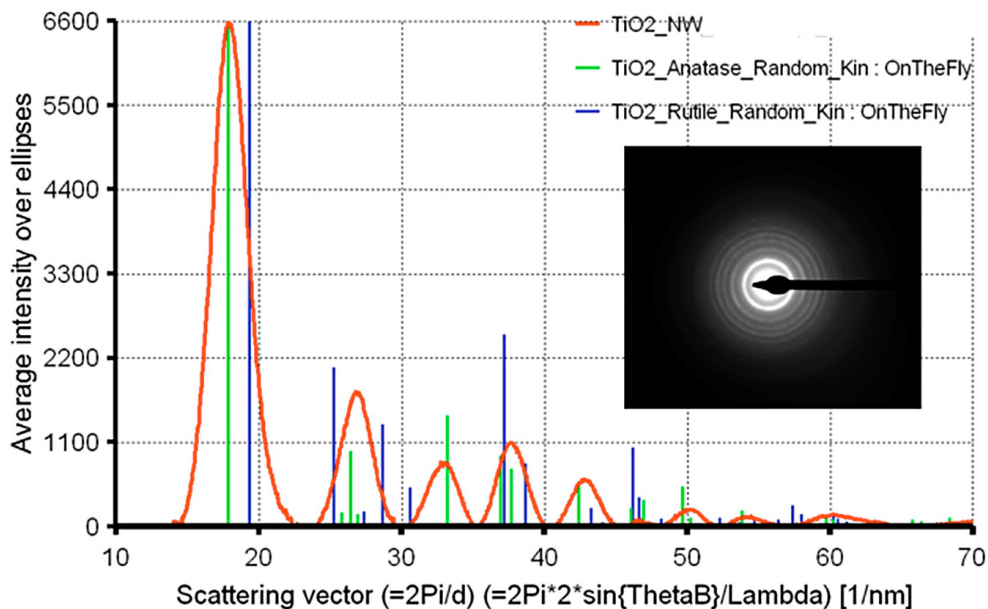 6600
5500
4400
3300
2200
1100
0
Average intensity over ellipses
TiO2_NW
TiO2_Anatase_Random_Kin : OnTheFly
TiO2_Rutile_Random_Kin : OnTheFly
10 20 30 40 50 60 70
Scattering vector (=2Pi/d) (=2Pi*2*sin{ThetaB}/Lambda) [1/nm]